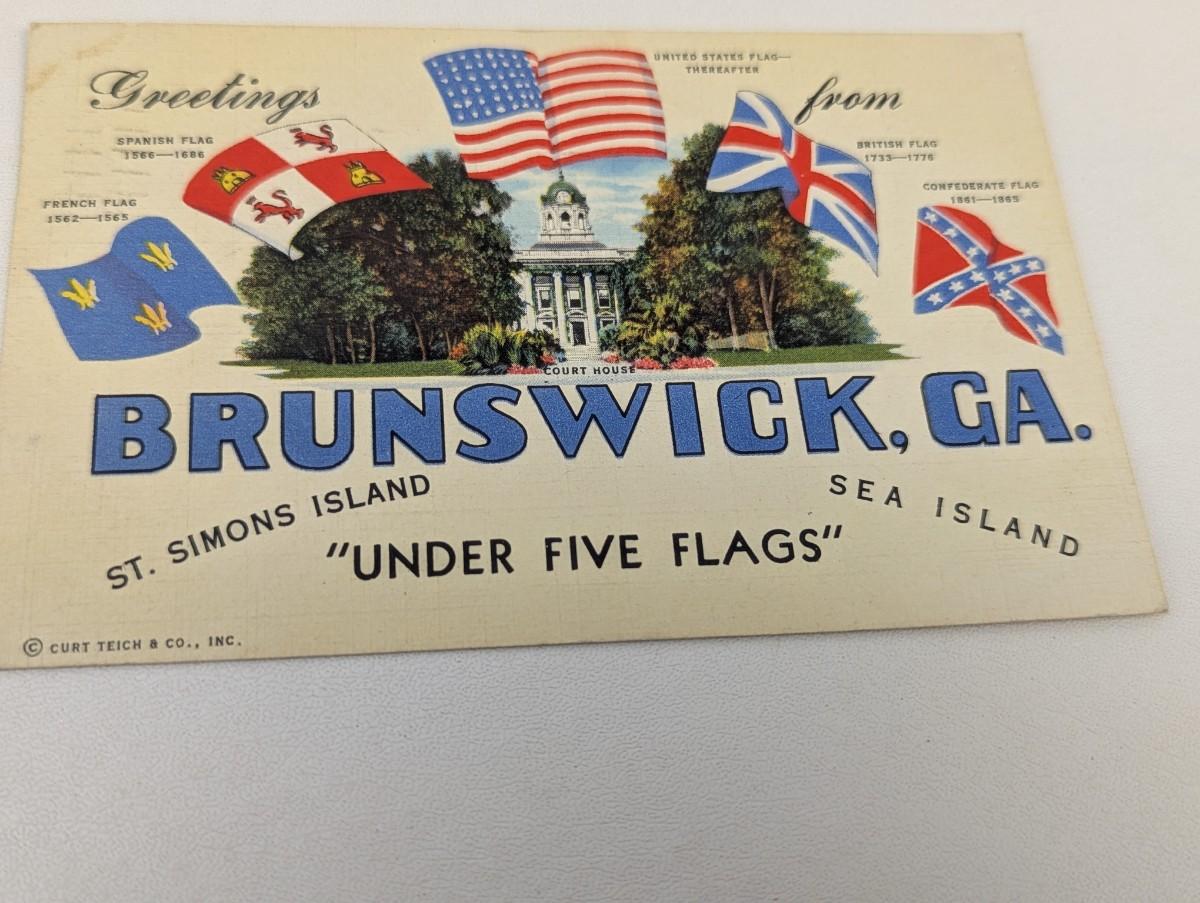 Greetings from
UNITED STATES FLAG—
THEREAFTER
SPANISH FLAG
1566—1686
BRITISH FLAG
1733—1776
FRENCH FLAG
1562—1565
CONFEDERATE FLAG
1861—1865
COURT HOUSE
BRUNSWICK, GA.
ST. SIMONS ISLAND
SEA ISLAND
"UNDER FIVE FLAGS"
© CURT TEICH & CO., INC.